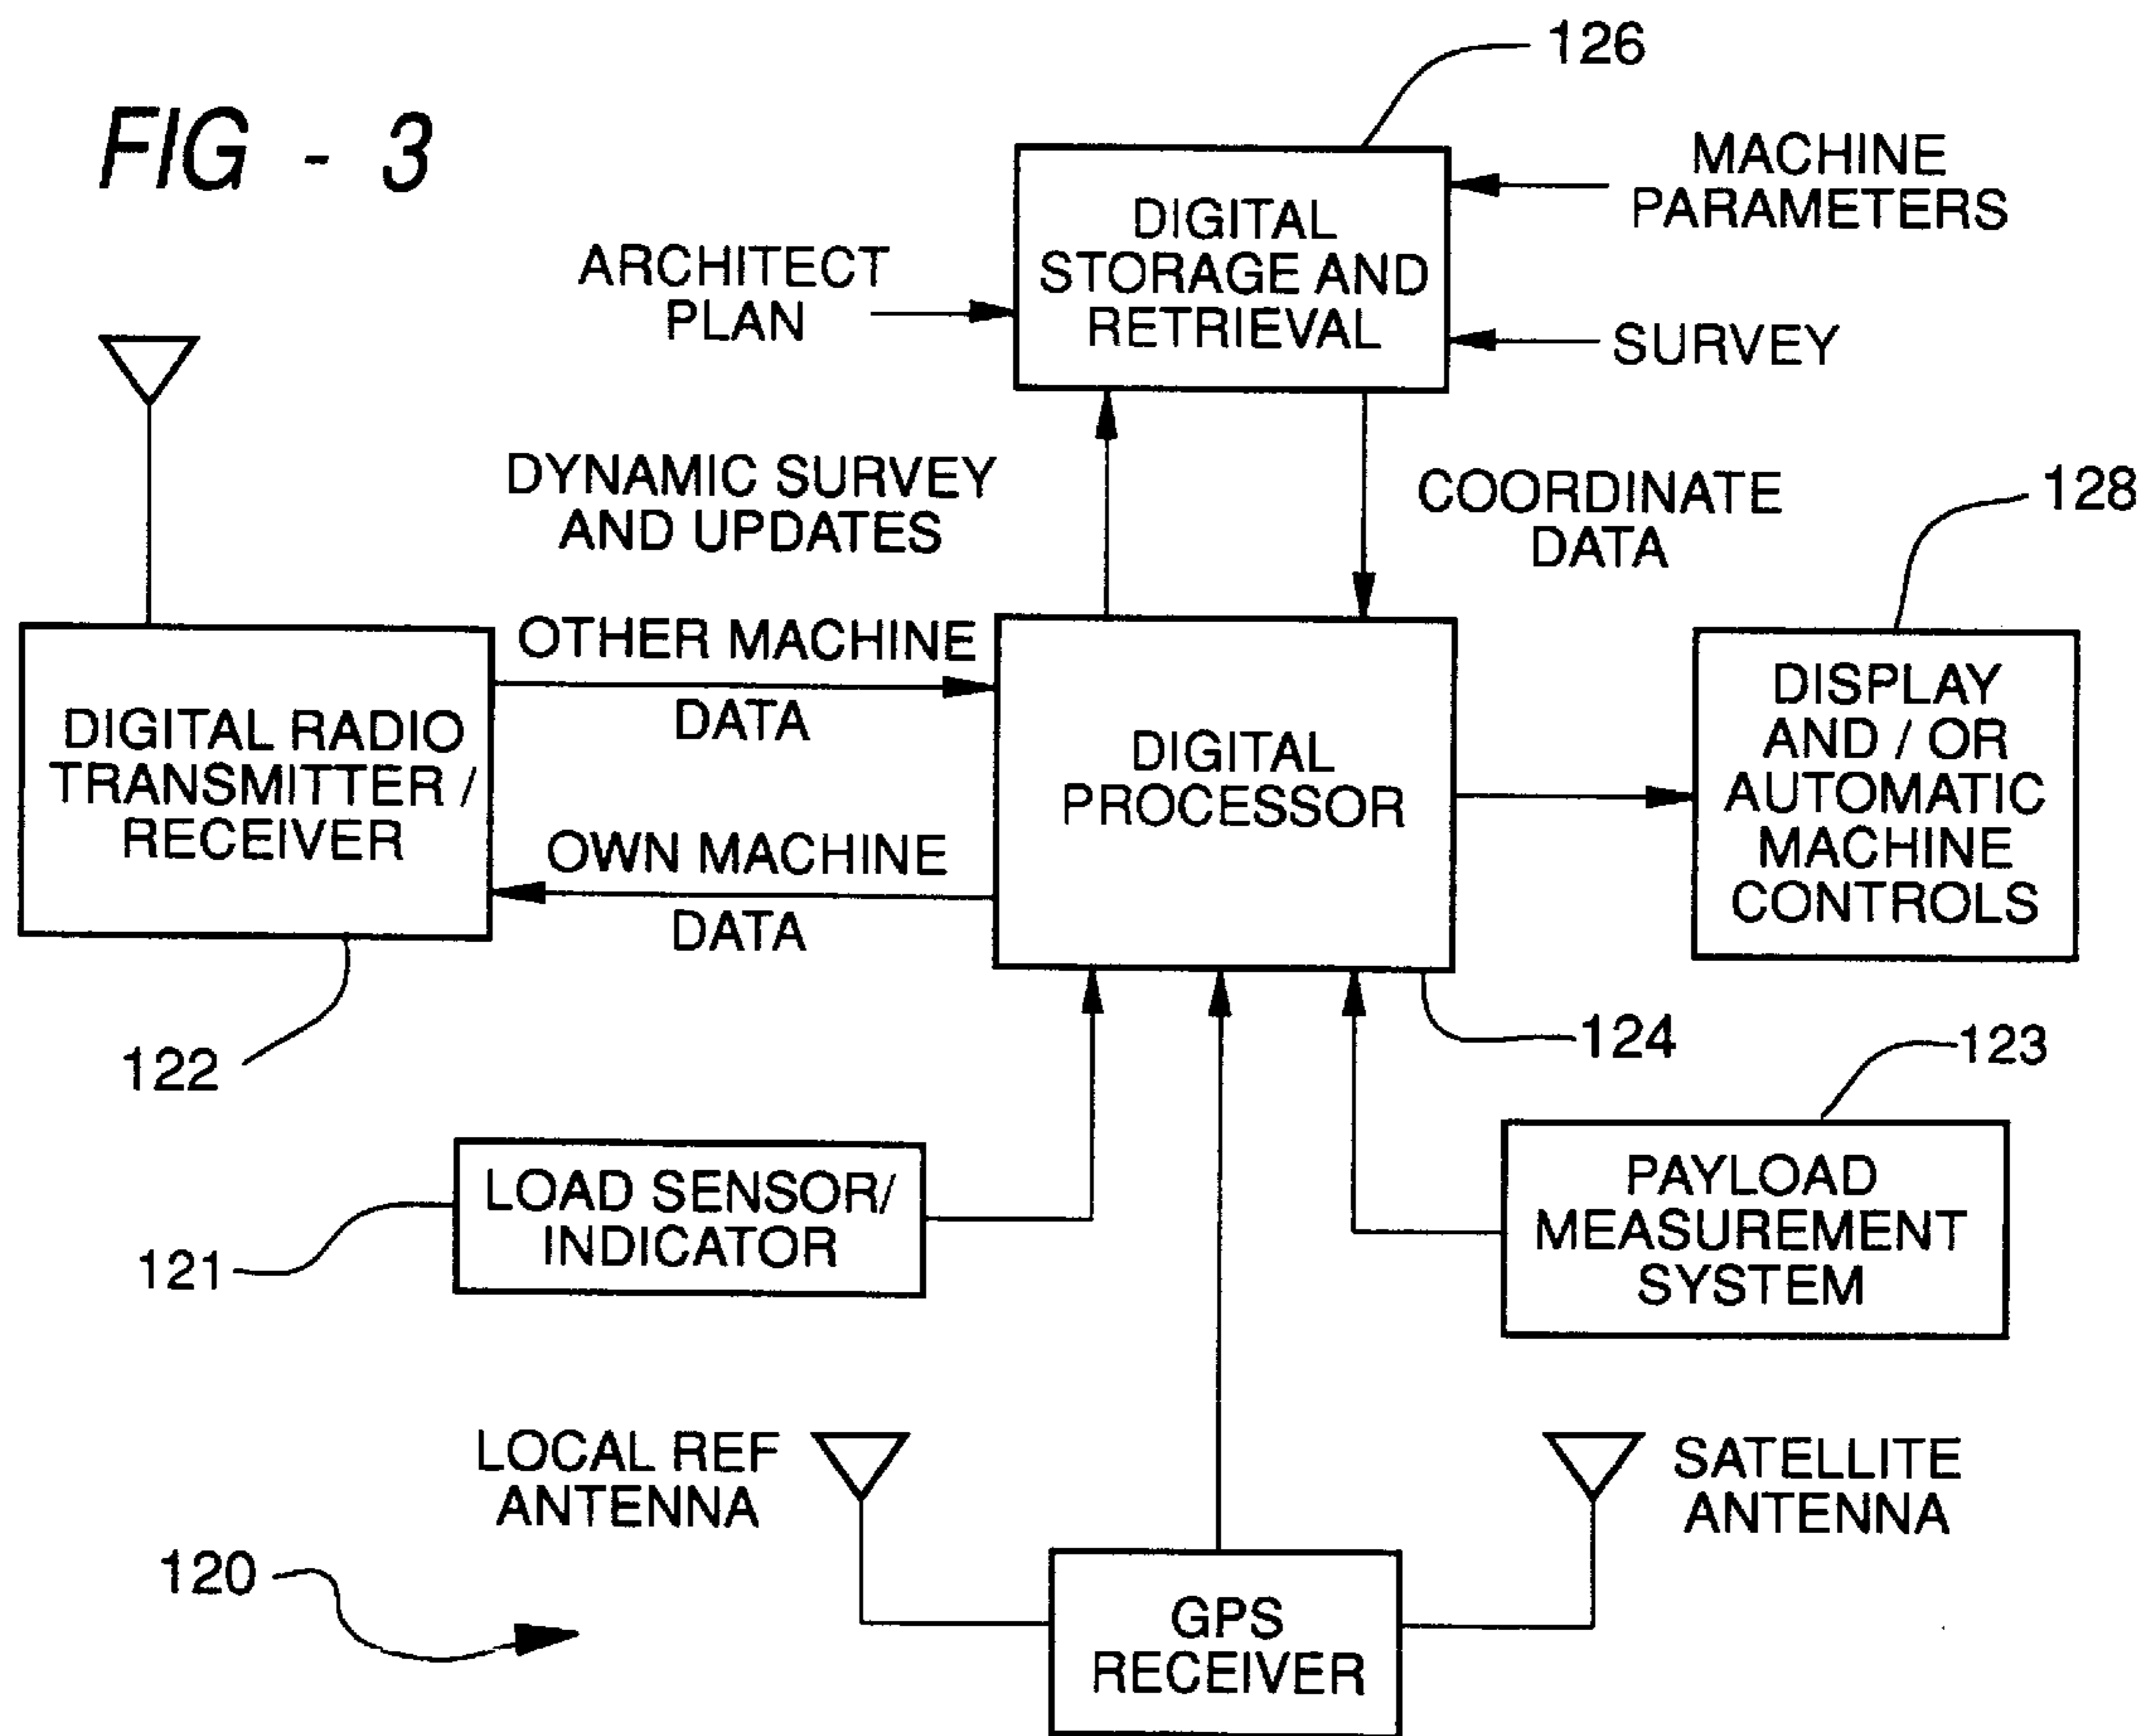 FIG - 3
126
MACHINE
PARAMETERS
DIGITAL
STORAGE AND
RETRIEVAL
ARCHITECT
PLAN
SURVEY
DYNAMIC SURVEY
AND UPDATES
COORDINATE
DATA
128
OTHER MACHINE
DATA
DIGITAL RADIO
TRANSMITTER /
RECEIVER
OWN MACHINE
DATA
DIGITAL
PROCESSOR
DISPLAY
AND / OR
AUTOMATIC
MACHINE
CONTROLS
122
124
123
LOAD SENSOR/
INDICATOR
121
PAYLOAD
MEASUREMENT
SYSTEM
LOCAL REF
ANTENNA
SATELLITE
ANTENNA
120
GPS
RECEIVER